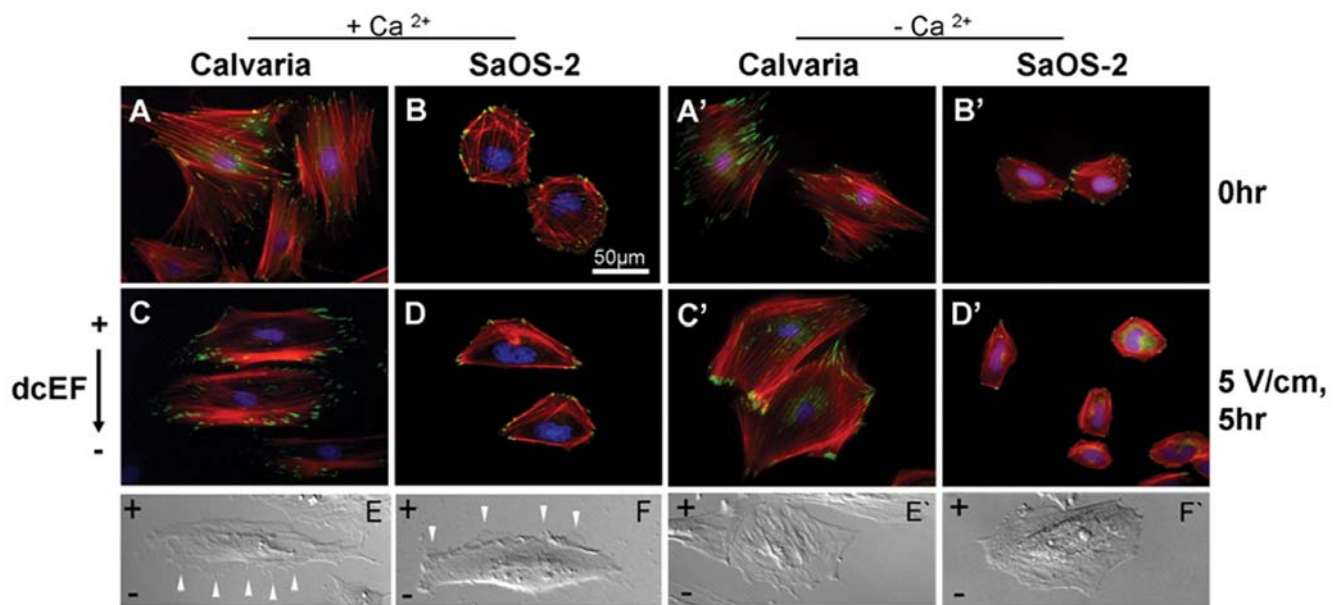 + Ca ²⁺ - Ca ²⁺
Calvaria SaOS-2 Calvaria SaOS-2
A B A’ B’
0hr
50µm
C D C’ D’
+
dcEF
-
5 V/cm,
5hr
+ E + F + E` + F`
- - - -